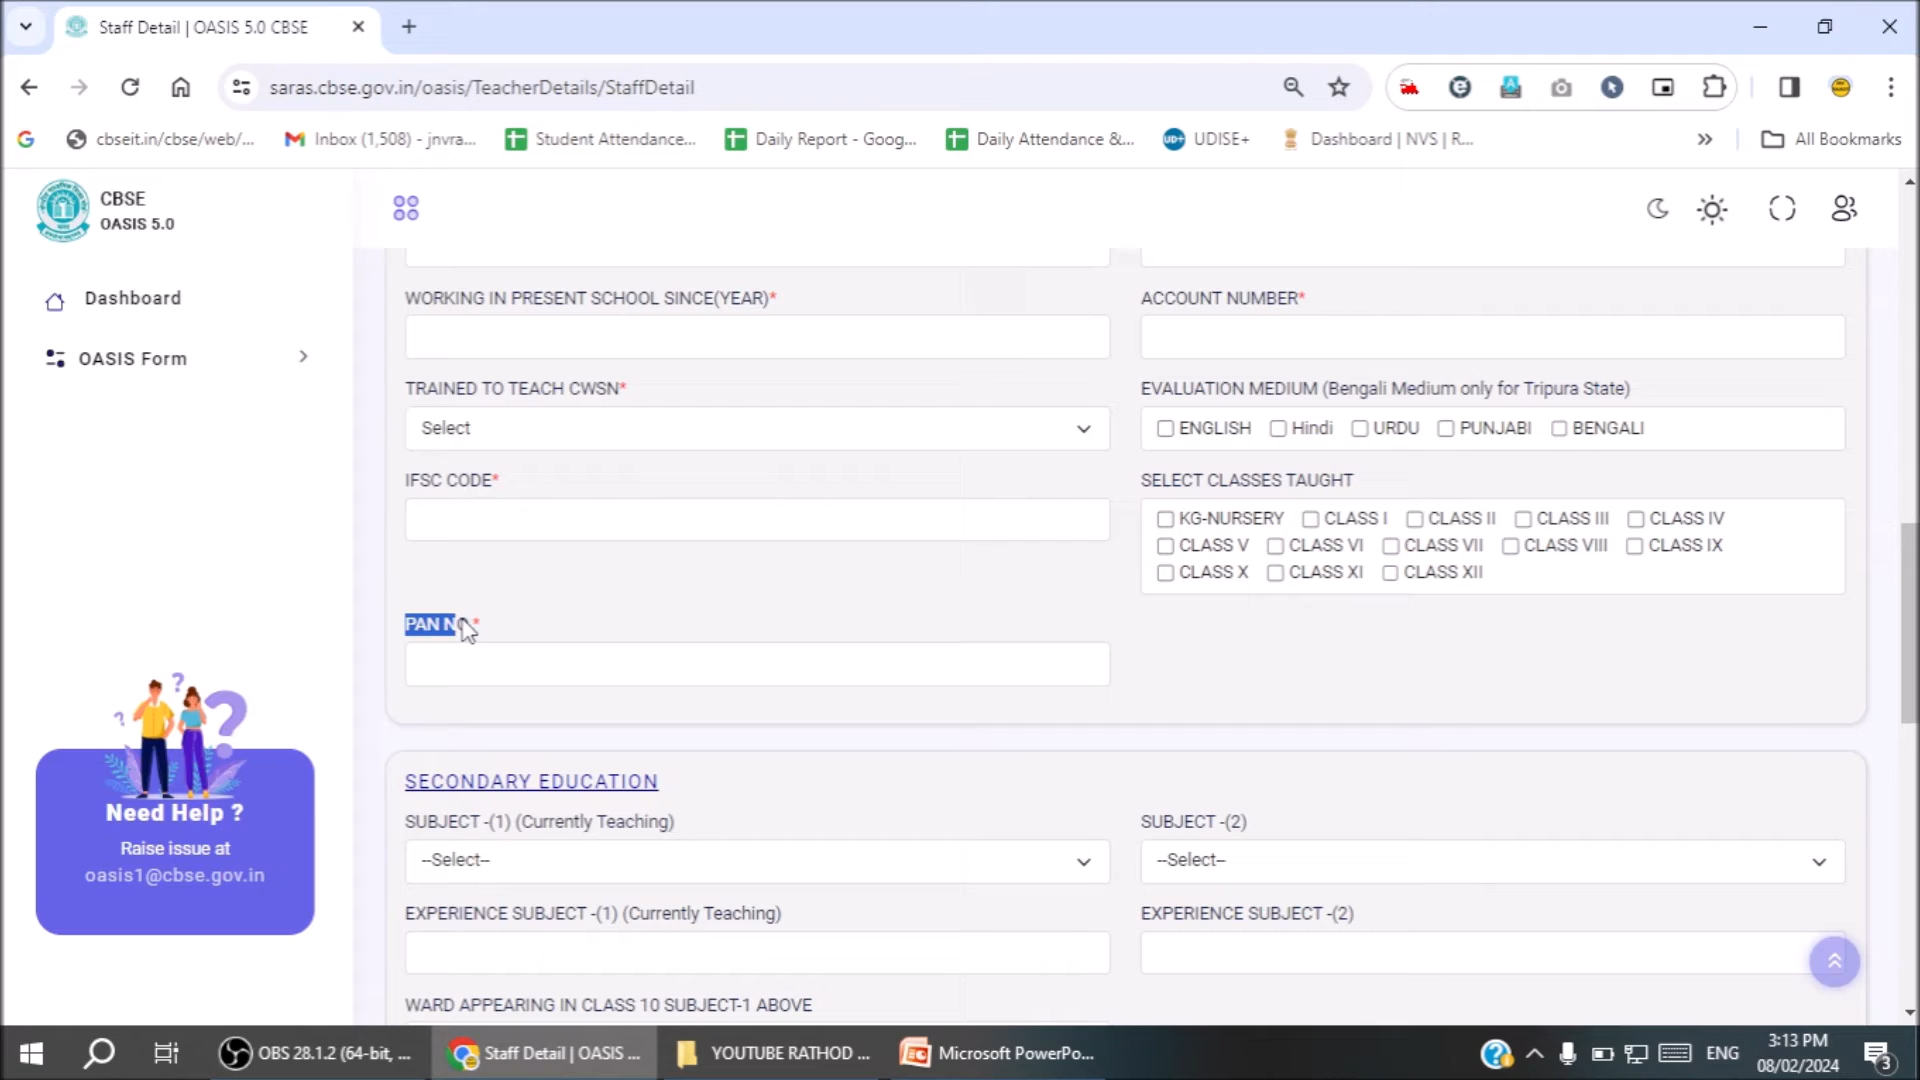 Staff Detail | OASIS 5.0 CBSE
saras.cbse.gov.in/oasis/TeacherDetails/StaffDetail
cbseit.in/cbse/web/...
Inbox (1,508) - jnvra...
Student Attendance...
Daily Report - Goog...
Daily Attendance &...
UD+
UDISE+
Dashboard | NVS | R...
All Bookmarks
CBSE
OASIS 5.0
Dashboard
OASIS Form
WORKING IN PRESENT SCHOOL SINCE(YEAR)*
ACCOUNT NUMBER*
TRAINED TO TEACH CWSN*
EVALUATION MEDIUM (Bengali Medium only for Tripura State)
Select
ENGLISH Hindi URDU PUNJABI BENGALI
IFSC CODE*
SELECT CLASSES TAUGHT
KG-NURSERY CLASS I CLASS II CLASS III CLASS IV
CLASS V CLASS VI CLASS VII CLASS VIII CLASS IX
CLASS X CLASS XI CLASS XII
PAN NO*
Need Help ?
Raise issue at
oasis1@cbse.gov.in
SECONDARY EDUCATION
SUBJECT -(1) (Currently Teaching)
SUBJECT -(2)
--Select--
--Select--
EXPERIENCE SUBJECT -(1) (Currently Teaching)
EXPERIENCE SUBJECT -(2)
WARD APPEARING IN CLASS 10 SUBJECT-1 ABOVE
OBS 28.1.2 (64-bit, ...
Staff Detail | OASIS ...
YOUTUBE RATHOD ...
Microsoft PowerPo...
ENG
3:13 PM
08/02/2024
3